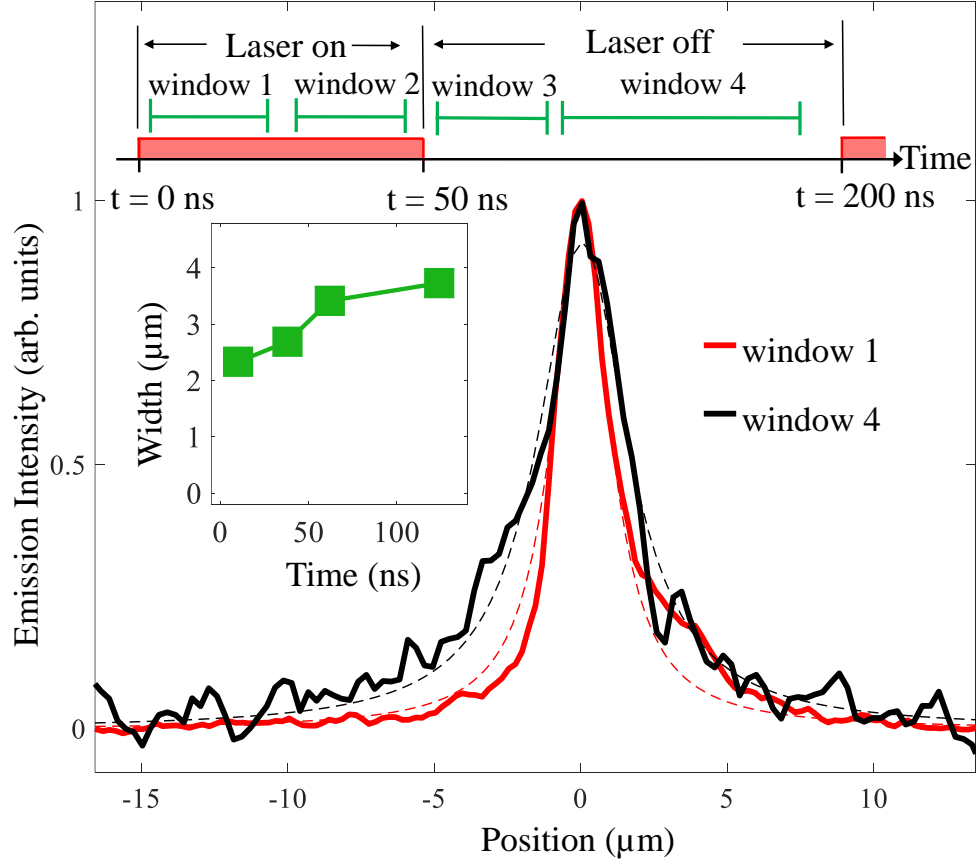 Laser on
Laser off
window 1
window 2
window 3
window 4
Time
t = 0 ns
t = 50 ns
t = 200 ns
Emission Intensity (arb. units)
1
0.5
0
Width (μm)
4
3
2
1
0
0
50
100
Time (ns)
window 1
window 4
-15
-10
-5
0
5
10
Position (μm)